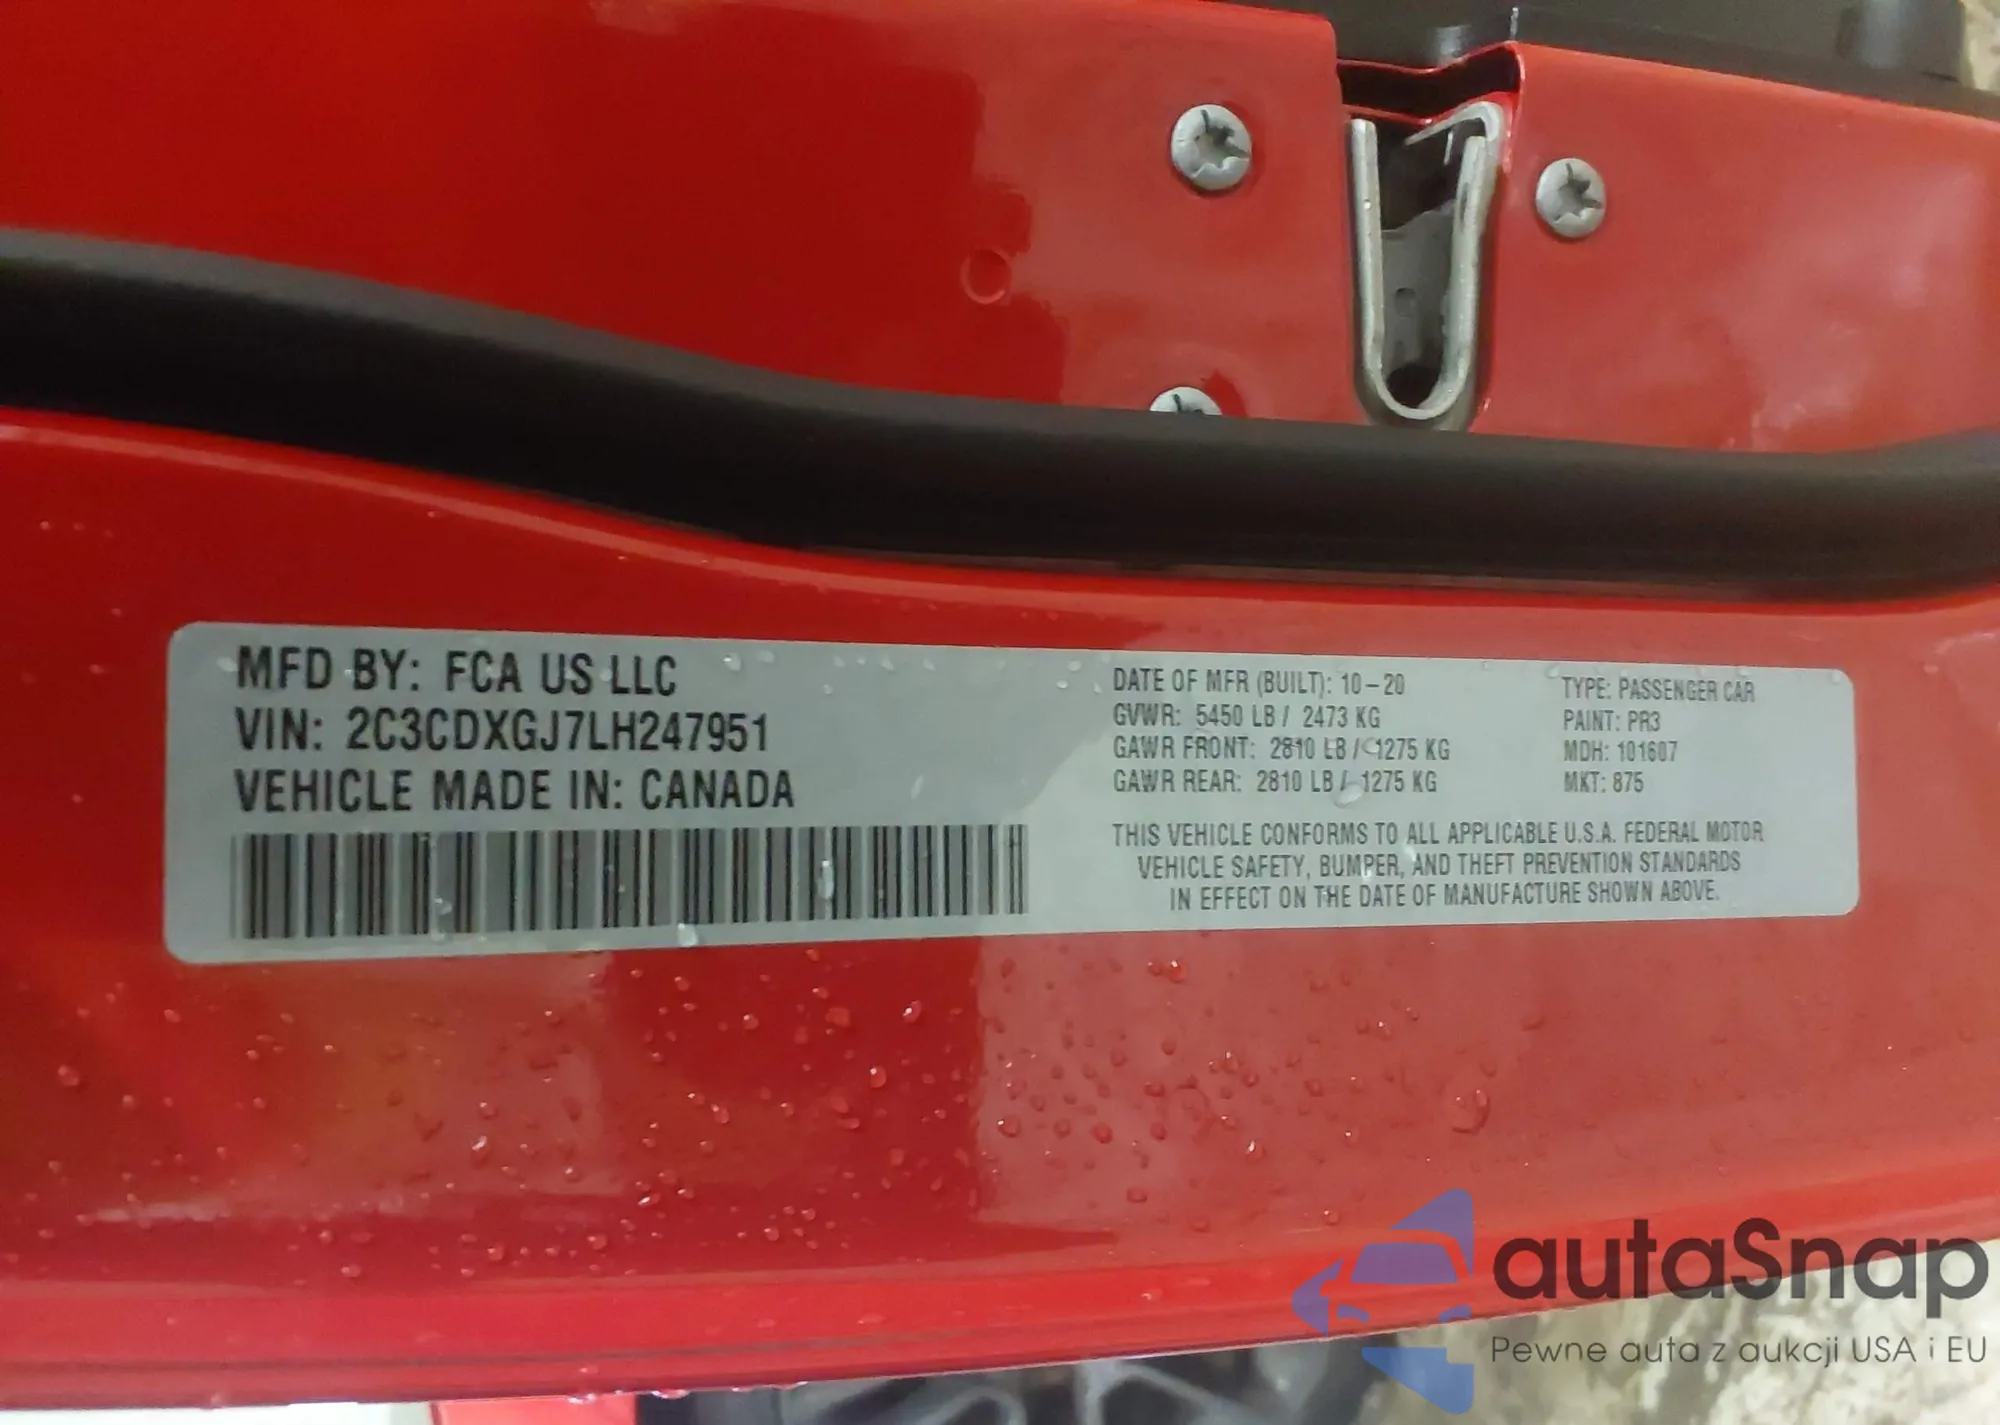 MFD BY: FCA US LLC
VIN: 2C3CDXGJ7LH247951
VEHICLE MADE IN: CANADA
DATE OF MFR (BUILT): 10-20
GVWR: 5450 LB / 2473 KG
GAWR FRONT: 2810 LB / 1275 KG
GAWR REAR: 2810 LB / 1275 KG
TYPE: PASSENGER CAR
PAINT: PR3
MDH: 101607
MKT: 875
THIS VEHICLE CONFORMS TO ALL APPLICABLE U.S.A. FEDERAL MOTOR
VEHICLE SAFETY, BUMPER, AND THEFT PREVENTION STANDARDS
IN EFFECT ON THE DATE OF MANUFACTURE SHOWN ABOVE.
autaSnap
Pewne auta z aukcji USA i EU